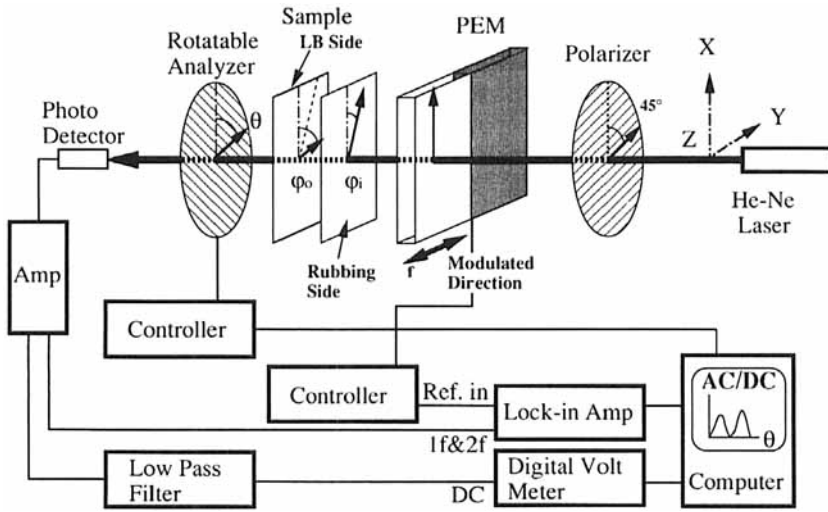 Sample
LB Side
PEM
Rotatable
Analyzer
Polarizer
X
Y
Z
45°
Photo
Detector
θ
φo
φi
He-Ne
Laser
Rubbing
Side
f
Modulated
Direction
Amp
Controller
Controller
Ref. in
Lock-in Amp
AC/DC
θ
Computer
1f&2f
Low Pass
Filter
DC
Digital Volt
Meter